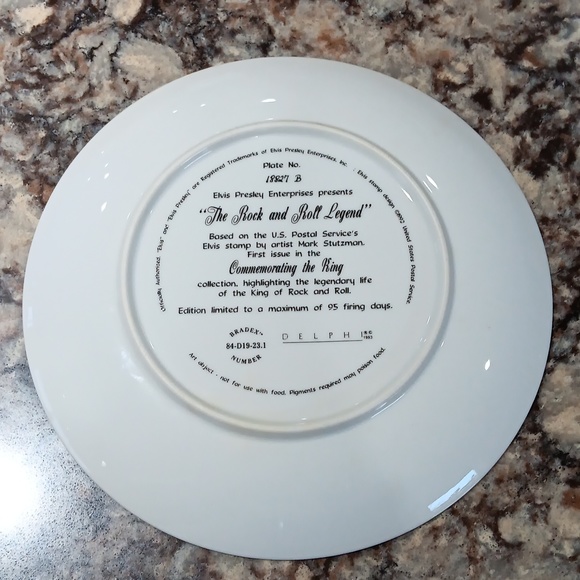 Officially Authorized. "Elvis" and "Elvis Presley" are Registered Trademarks of Elvis Presley Enterprises, Inc. Elvis stamp design ©1992 United States Postal Service.
Plate No.
18827 B
Elvis Presley Enterprises presents
"The Rock and Roll Legend"
Based on the U.S. Postal Service's
Elvis stamp by artist Mark Stutzman.
First issue in the
Commemorating the King
collection, highlighting the legendary life
of the King of Rock and Roll.
Edition limited to a maximum of 95 firing days.
BRADEX™
84-D19-23.1
NUMBER
DELPHI
Art object - not for use with food. Pigments required may poison food.